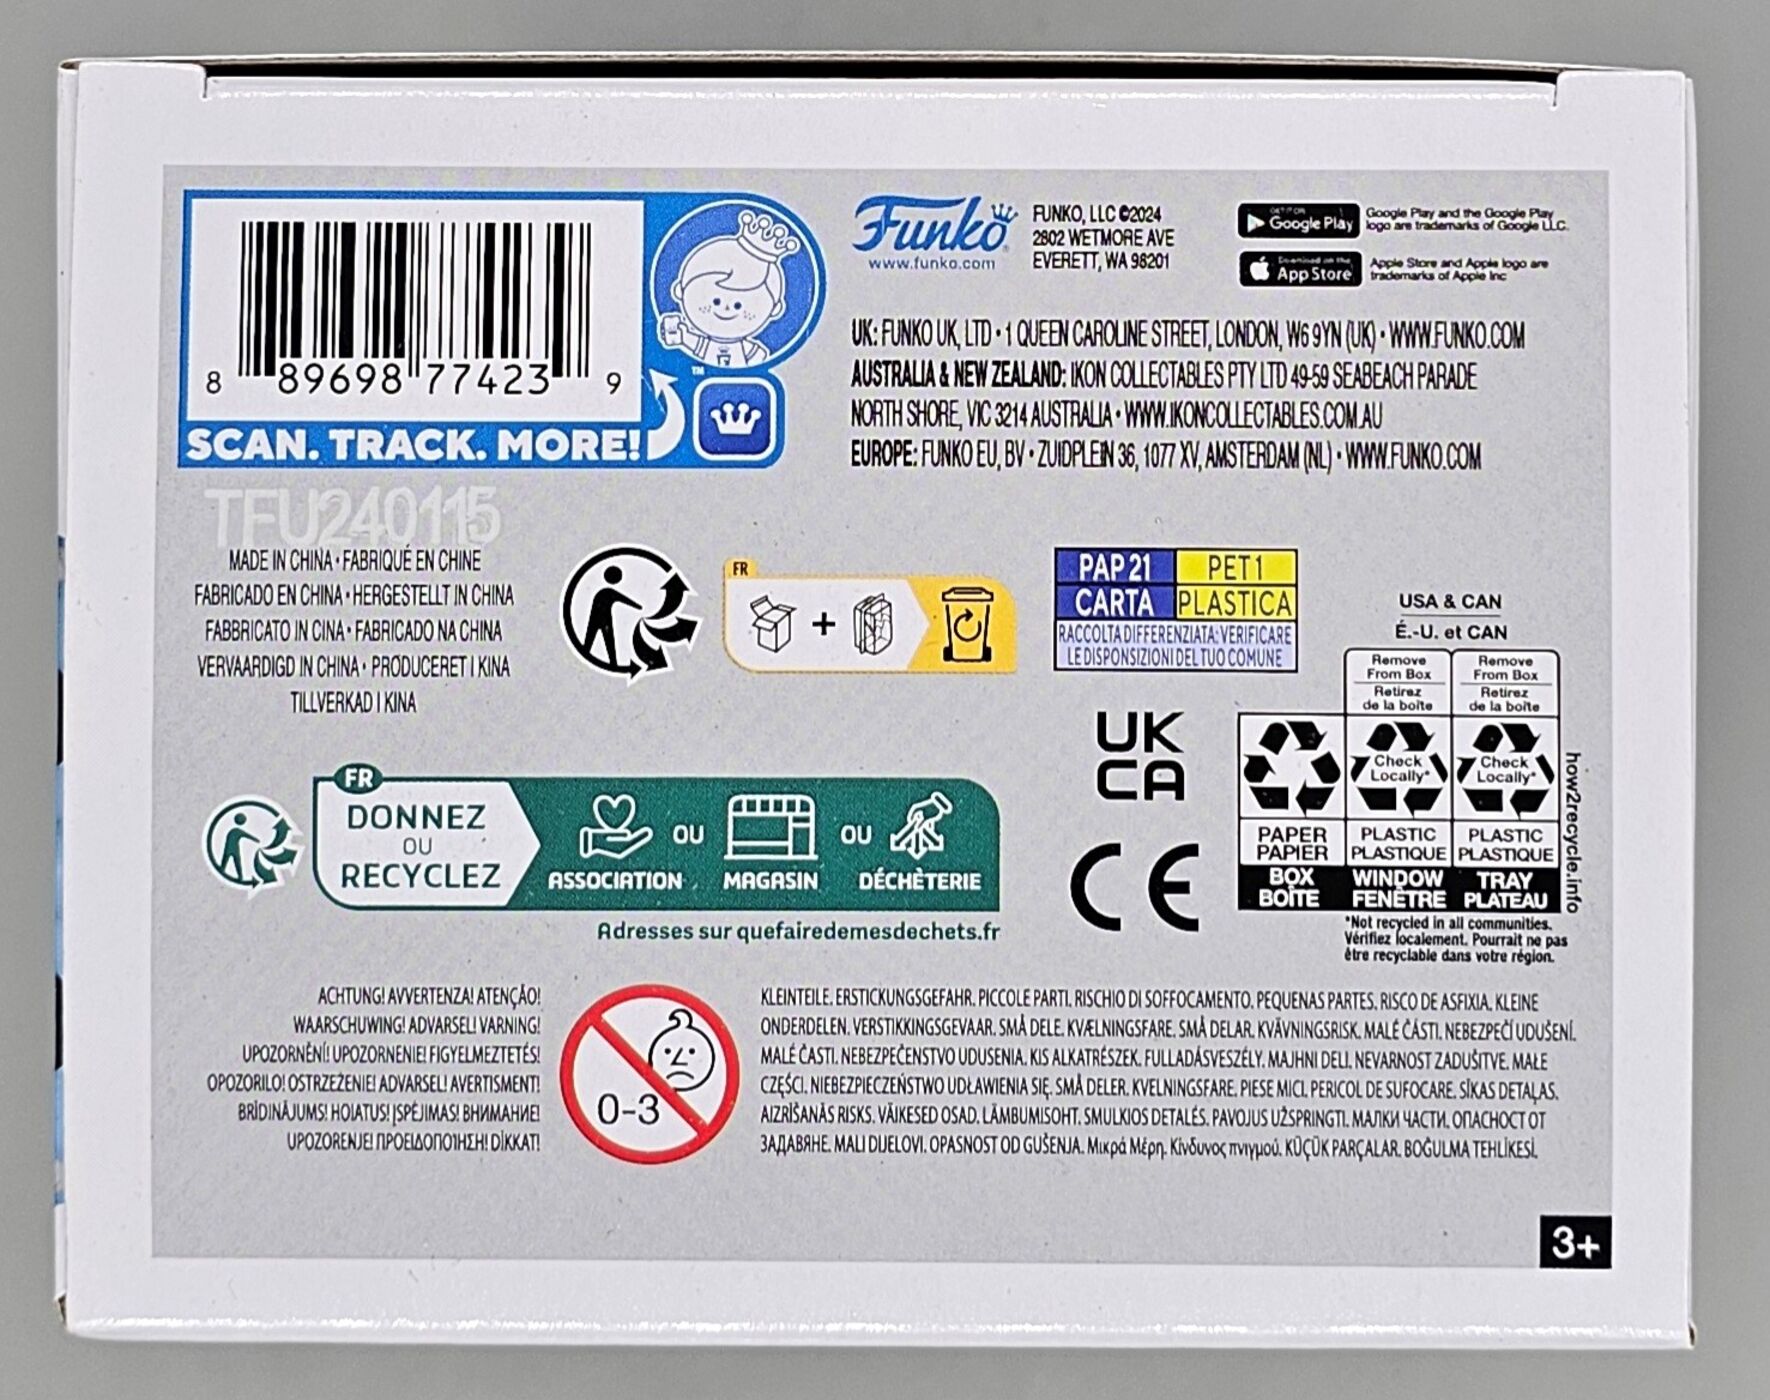 8 89698 77423 9
SCAN. TRACK. MORE!
™
Funko
www.funko.com
FUNKO, LLC ©2024
2802 WETMORE AVE
EVERETT, WA 98201
GET IT ON
Google Play
Google Play and the Google Play
logo are trademarks of Google LLC.
Download on the
App Store
Apple Store and Apple logo are
trademarks of Apple Inc
UK: FUNKO UK, LTD • 1 QUEEN CAROLINE STREET, LONDON, W6 9YN (UK) • WWW.FUNKO.COM
AUSTRALIA & NEW ZEALAND: IKON COLLECTABLES PTY LTD 49-59 SEABEACH PARADE
NORTH SHORE, VIC 3214 AUSTRALIA • WWW.IKONCOLLECTABLES.COM.AU
EUROPE: FUNKO EU, BV • ZUIDPLEIN 36, 1077 XV, AMSTERDAM (NL) • WWW.FUNKO.COM
TFU240115
MADE IN CHINA • FABRIQUÉ EN CHINE
FABRICADO EN CHINA • HERGESTELLT IN CHINA
FABBRICATO IN CINA • FABRICADO NA CHINA
VERVAARDIGD IN CHINA • PRODUCERET I KINA
TILLVERKAD I KINA
FR
+
PAP 21 PET 1
CARTA PLASTICA
RACCOLTA DIFFERENZIATA: VERIFICARE
LE DISPONSIZIONI DEL TUO COMUNE
USA & CAN
É.-U. et CAN
Remove From Box Retirez de la boîte
Remove From Box Retirez de la boîte
Check Locally*
Check Locally*
PAPER PAPIER
PLASTIC PLASTIQUE
PLASTIC PLASTIQUE
BOX BOÎTE
WINDOW FENÊTRE
TRAY PLATEAU
how2recycle.info
*Not recycled in all communities.
Vérifiez localement. Pourrait ne pas
être recyclable dans votre région.
UK
CA
CE
FR
DONNEZ
OU
RECYCLEZ
ASSOCIATION OU MAGASIN OU DÉCHÈTERIE
Adresses sur quefairedemesdechets.fr
ACHTUNG! AVVERTENZA! ATENÇÃO!
WAARSCHUWING! ADVARSEL! VARNING!
UPOZORNĚNÍ! UPOZORNENIE! FIGYELMEZTETÉS!
OPOZORILO! OSTRZEŻENIE! ADVARSEL! AVERTISMENT!
BRĪDINĀJUMS! HOIATUS! ĮSPĖJIMAS! ВНИМАНИЕ!
UPOZORENJE! ΠΡΟΕΙΔΟΠΟΙΗΣΗ! DİKKAT!
0-3
KLEINTEILE. ERSTICKUNGSGEFAHR. PICCOLE PARTI. RISCHIO DI SOFFOCAMENTO. PEQUENAS PARTES. RISCO DE ASFIXIA. KLEINE
ONDERDELEN. VERSTIKKINGSGEVAAR. SMÅ DELE. KVÆLNINGSFARE. SMÅ DELAR. KVÄVNINGSRISK. MALÉ ČÁSTI. NEBEZPEČÍ UDUŠENÍ.
MALÉ ČASTI. NEBEZPEČENSTVO UDUSENIA. KIS ALKATRÉSZEK. FULLADÁSVESZÉLY. MAJHNI DELI. NEVARNOST ZADUŠITVE. MAŁE
CZĘŚCI. NIEBEZPIECZEŃSTWO UDŁAWIENIA SIĘ. SMÅ DELER. KVELNINGSFARE. PIESE MICI. PERICOL DE SUFOCARE. SĪKAS DETAĻAS.
AIZRĪŠANĀS RISKS. VÄIKESED OSAD. LÄMBUMISOHT. SMULKIOS DETALĖS. PAVOJUS UŽSPRINGTI. МАЛКИ ЧАСТИ. ОПАСНОСТ ОТ
ЗАДАВЯНЕ. MALI DIJELOVI. OPASNOST OD GUŠENJA. Μικρά Μέρη. Κίνδυνος πνιγμού. KÜÇÜK PARÇALAR. BOĞULMA TEHLİKESİ.
3+